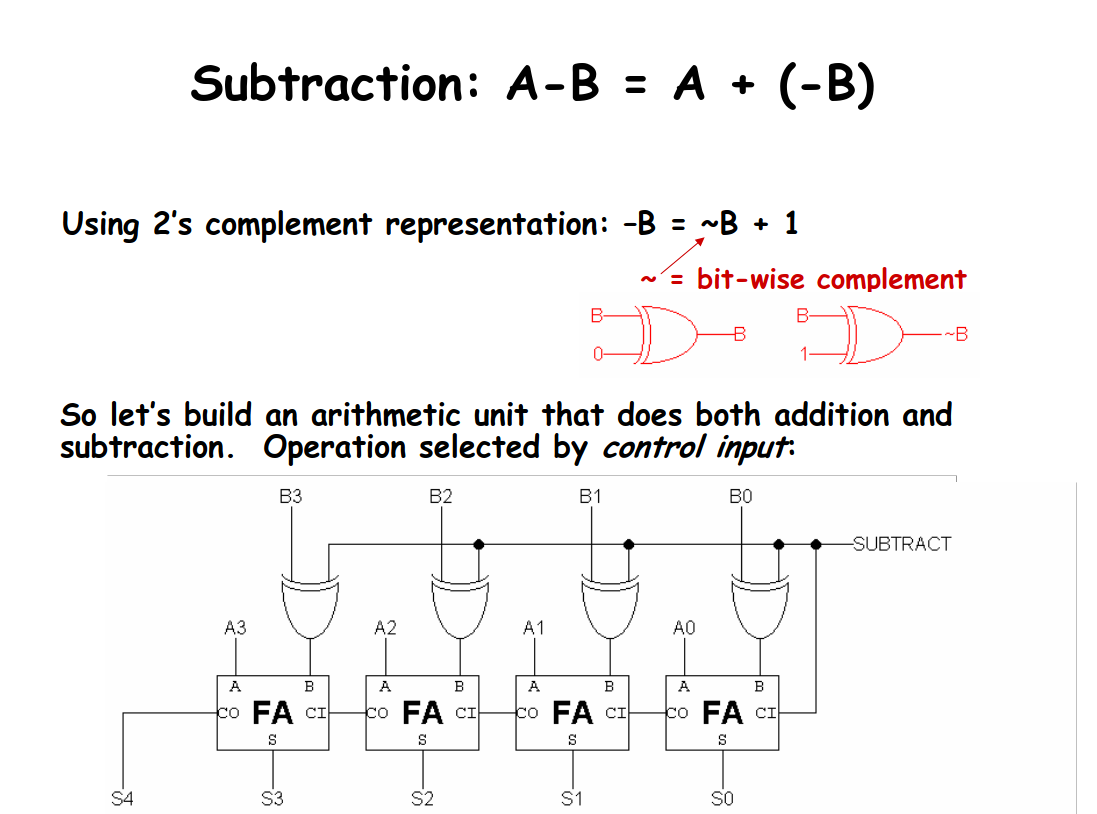 Subtraction: A-B = A + (-B)
Using 2's complement representation: –B = ~B + 1
~ = bit-wise complement
B B B ~B
0 1
So let's build an arithmetic unit that does both addition and
subtraction. Operation selected by control input:
B3 B2 B1 B0
SUBTRACT
A3 A2 A1 A0
A B A B A B A B
CO FA CI CO FA CI CO FA CI CO FA CI
S S S S
S4 S3 S2 S1 S0